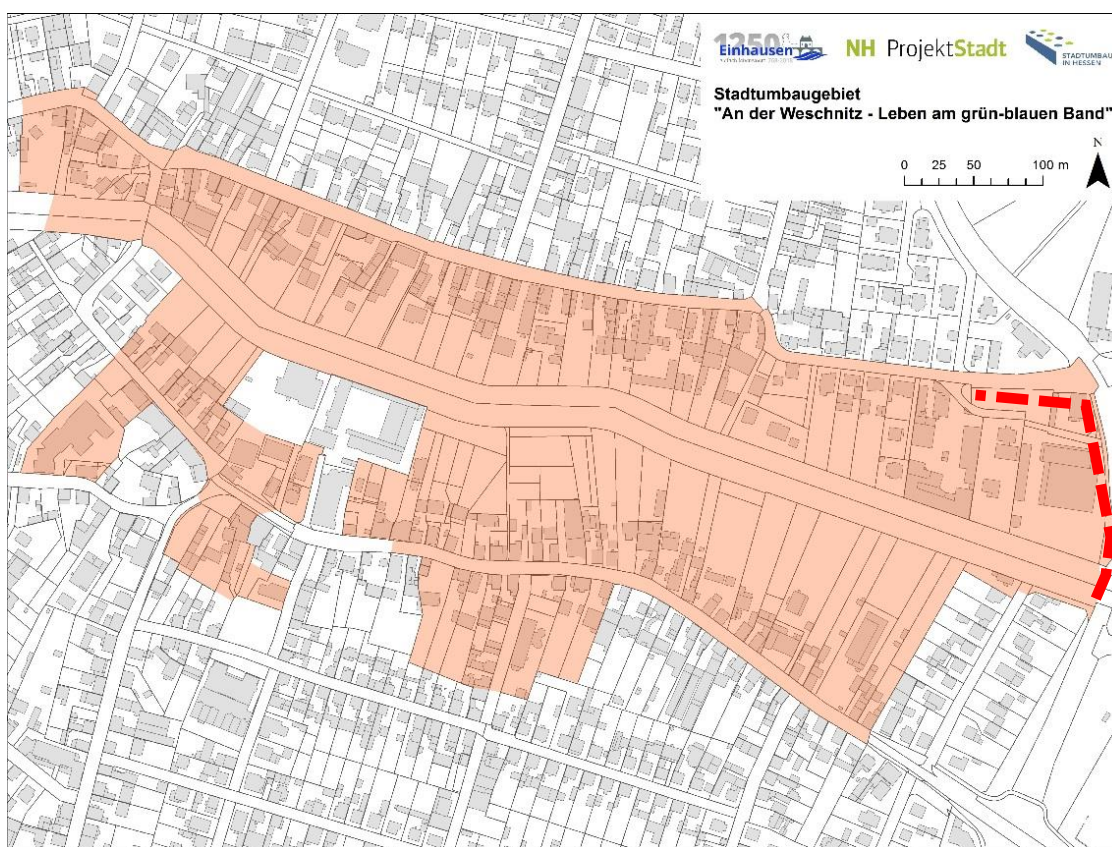 1250
Einhausen
NH ProjektStadt
STADTUMBAU
IN HESSEN
Stadtumbaugebiet
"An der Weschnitz - Leben am grün-blauen Band"
N
0 25 50 100 m